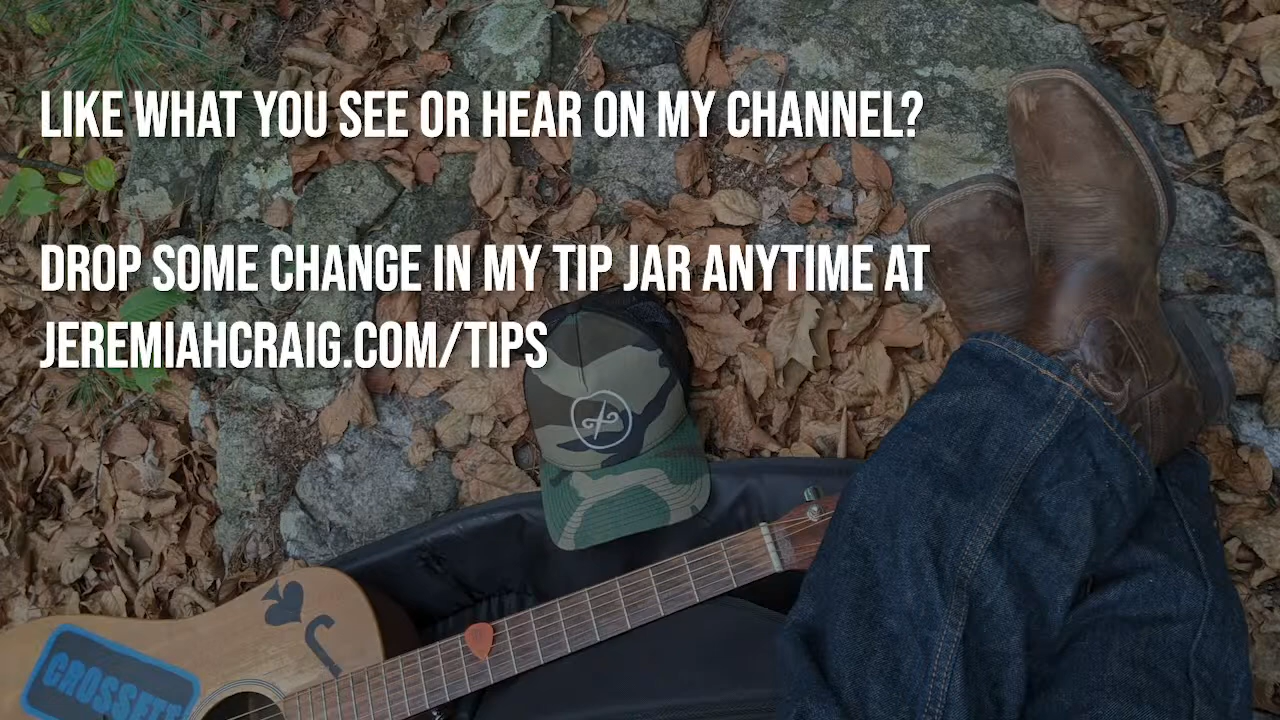 LIKE WHAT YOU SEE OR HEAR ON MY CHANNEL?
DROP SOME CHANGE IN MY TIP JAR ANYTIME AT
JEREMIAHCRAIG.COM/TIPS